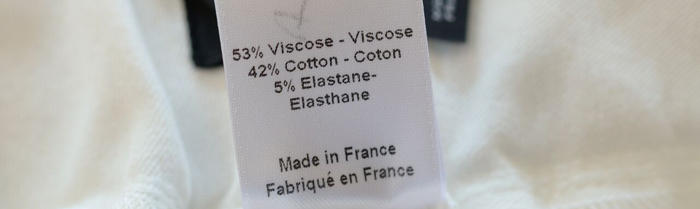 53% Viscose - Viscose
42% Cotton - Coton
5% Elastane-
Elasthane
Made in France
Fabriqué en France